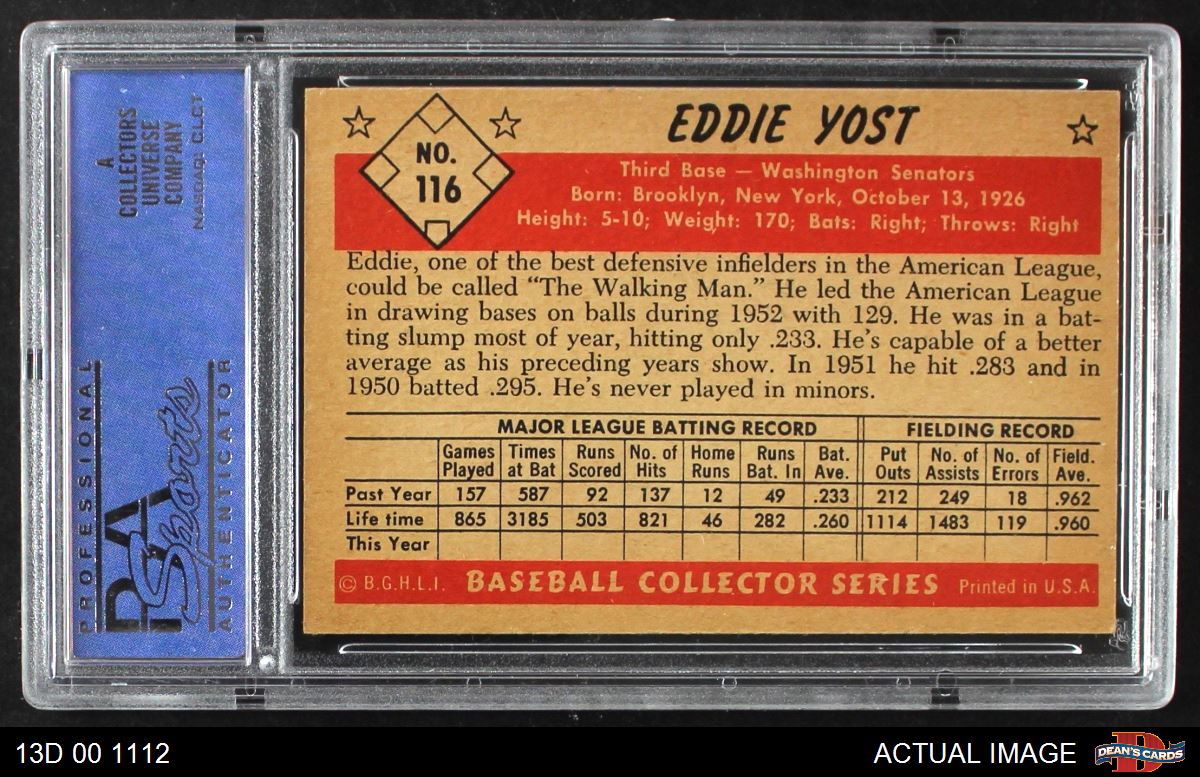 A
COLLECTORS
UNIVERSE
COMPANY
NASDAQ: CLCT
PROFESSIONAL
PSA
Sports
AUTHENTICATOR
NO.
116
EDDIE YOST
Third Base — Washington Senators
Born: Brooklyn, New York, October 13, 1926
Height: 5-10; Weight: 170; Bats: Right; Throws: Right
Eddie, one of the best defensive infielders in the American League,
could be called "The Walking Man." He led the American League
in drawing bases on balls during 1952 with 129. He was in a bat-
ting slump most of year, hitting only .233. He's capable of a better
average as his preceding years show. In 1951 he hit .283 and in
1950 batted .295. He's never played in minors.
MAJOR LEAGUE BATTING RECORD FIELDING RECORD
Games Times Runs No. of Home Runs Bat. Put No. of No. of Field.
Played at Bat Scored Hits Runs Bat. In Ave. Outs Assists Errors Ave.
Past Year 157 587 92 137 12 49 .233 212 249 18 .962
Life time 865 3185 503 821 46 282 .260 1114 1483 119 .960
This Year
© B.G.H.L.I. BASEBALL COLLECTOR SERIES Printed in U.S.A.
13D 00 1112
ACTUAL IMAGE
DEAN'S CARDS